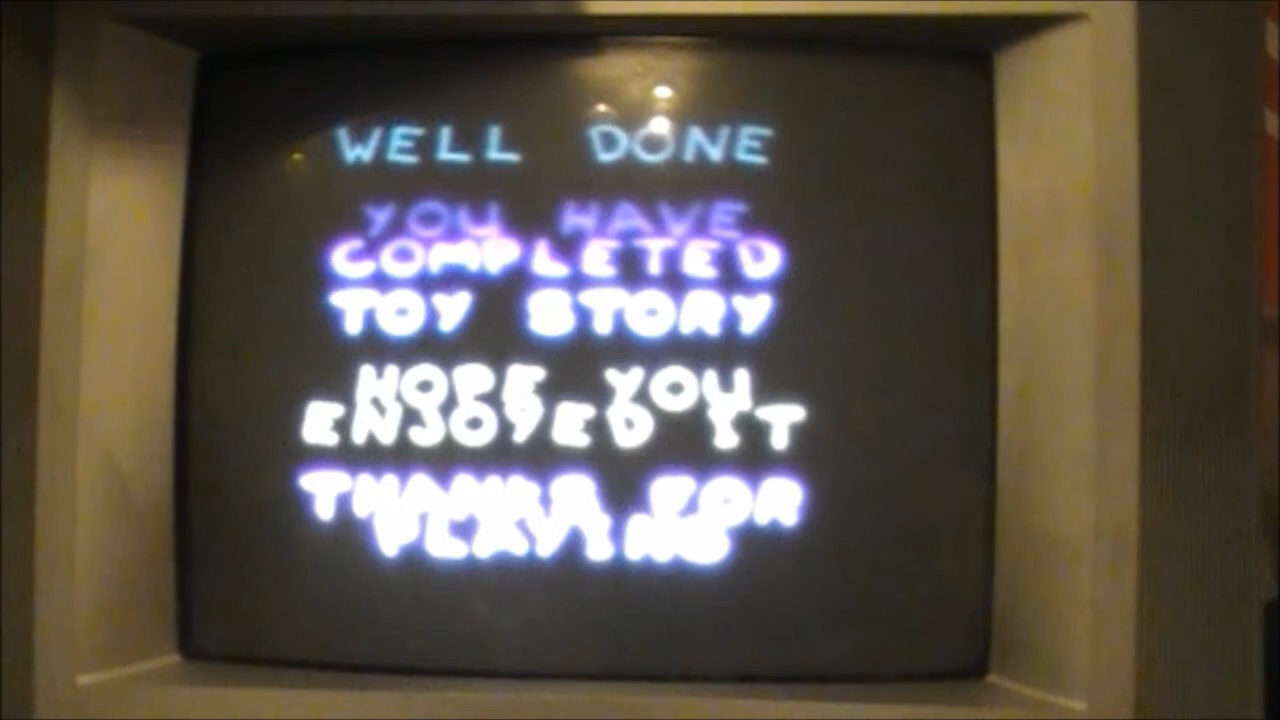 WELL DONE
YOU HAVE
COMPLETED
TOY STORY
HOPE YOU
ENJOYED IT
THANKS FOR
PLAYING